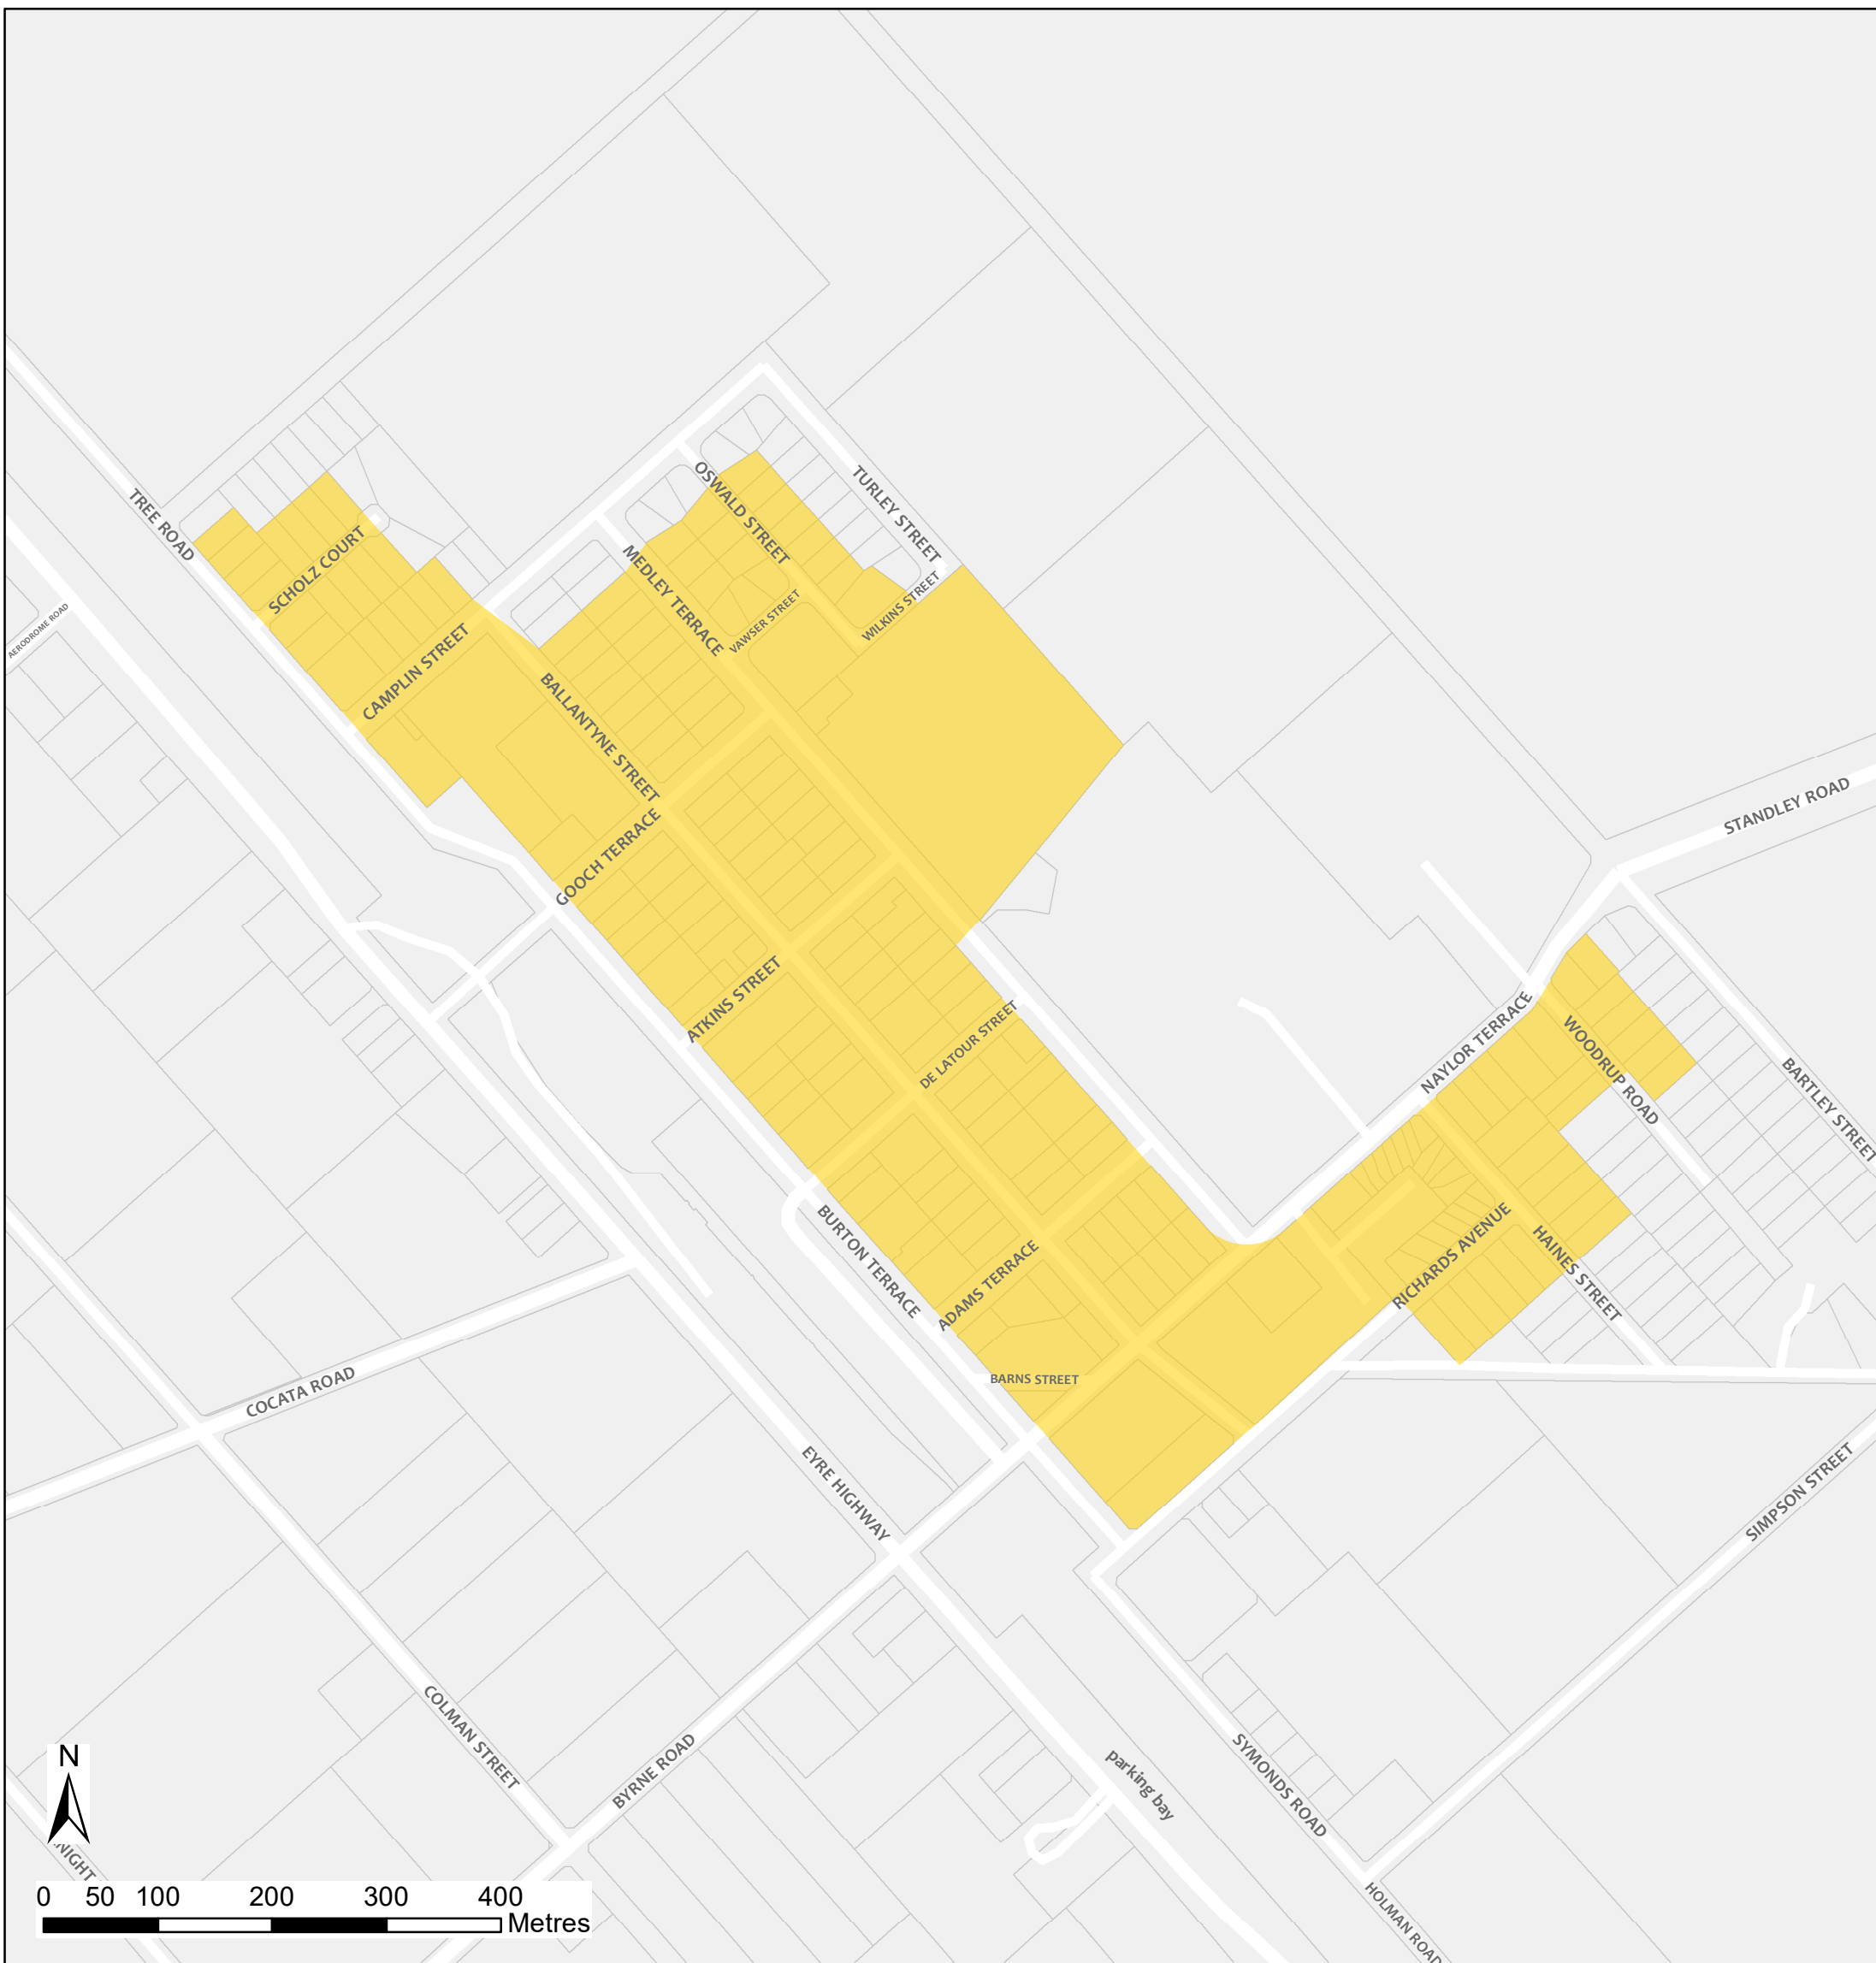 OSWALD STREET
TURLEY STREET
TREE ROAD
SCHOLZ COURT
MEDLEY TERRACE
VAWSER STREET
WILKINS STREET
AERODROME ROAD
CAMPLIN STREET
BALLANTYNE STREET
GOOCH TERRACE
STANDLEY ROAD
ATKINS STREET
DE LATOUR STREET
NAYLOR TERRACE
WOODRUP ROAD
BARTLEY STREET
BURTON TERRACE
ADAMS TERRACE
RICHARDS AVENUE
HAINES STREET
BARNS STREET
COCATA ROAD
EYRE HIGHWAY
SIMPSON STREET
COLMAN STREET
BYRNE ROAD
parking bay
SYMONDS ROAD
HOLMAN ROAD
N
NIGHT
0 50 100 200 300 400
Metres